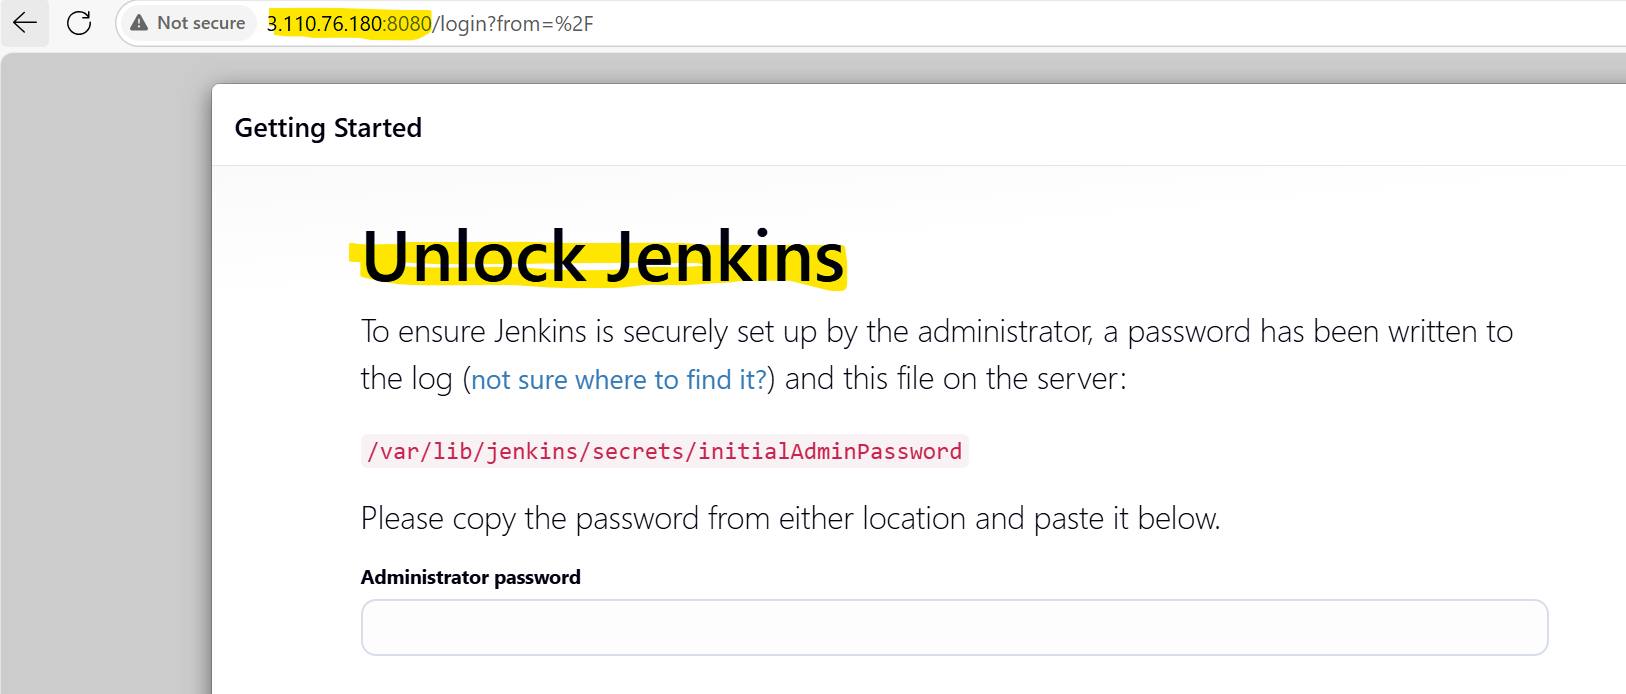 Not secure 3.110.76.180:8080/login?from=%2F
Getting Started
Unlock Jenkins
To ensure Jenkins is securely set up by the administrator, a password has been written to
the log (not sure where to find it?) and this file on the server:
/var/lib/jenkins/secrets/initialAdminPassword
Please copy the password from either location and paste it below.
Administrator password